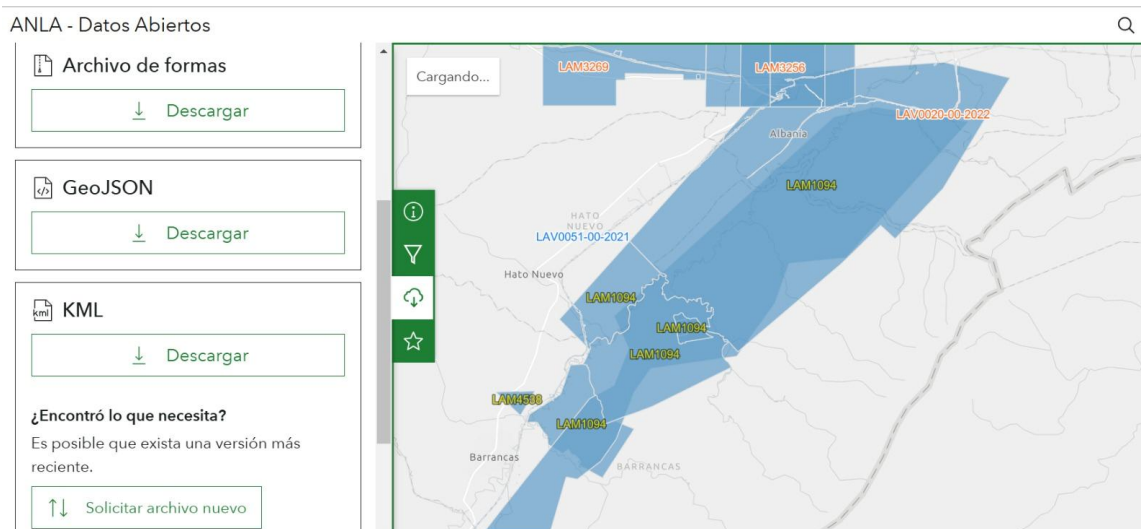 ANLA - Datos Abiertos
Archivo de formas
Descargar
GeoJSON
Descargar
KML
Descargar
¿Encontró lo que necesita?
Es posible que exista una versión más
reciente.
Solicitar archivo nuevo
Cargando...
LAM3269
LAM3256
LAV0020-00-2022
Albania
LAM1094
HATO
NUEVO
LAV0051-00-2021
Hato Nuevo
LAM1094
LAM1094
LAM1094
LAM4538
LAM1094
Barrancas
BARRANCAS